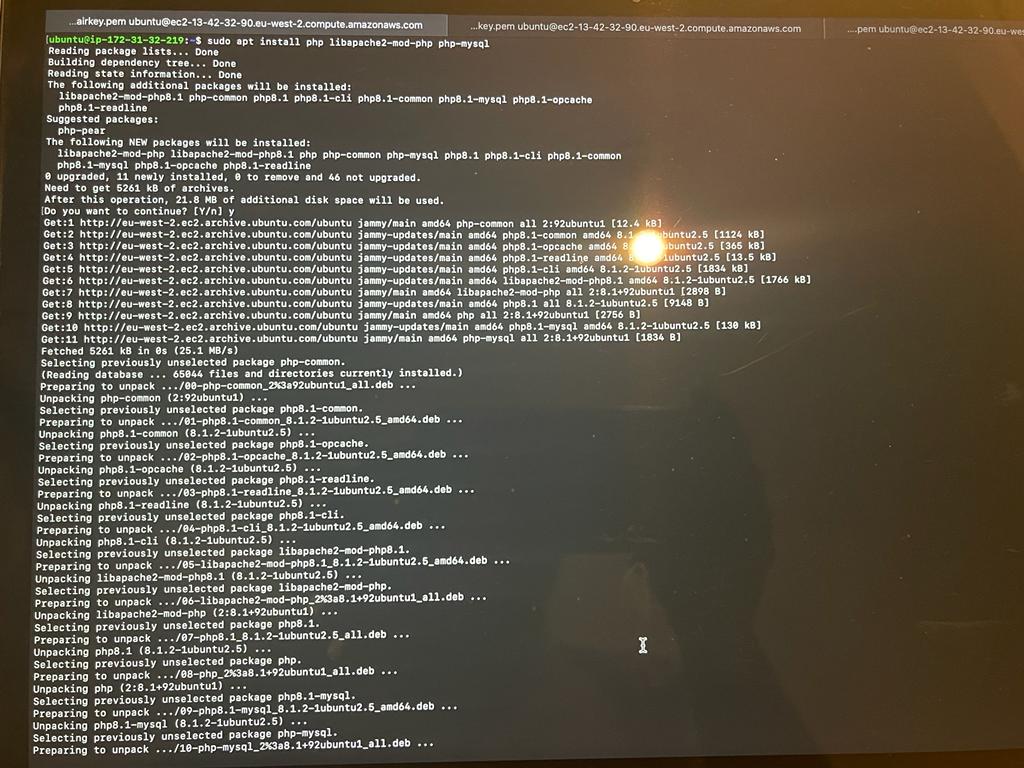 ...airkey.pem ubuntu@ec2-13-42-32-90.eu-west-2.compute.amazonaws.com
...key.pem ubuntu@ec2-13-42-32-90.eu-west-2.compute.amazonaws.com
....pem ubuntu@ec2-13-42-32-90.eu-wes
[ubuntu@ip-172-31-32-219:~$ sudo apt install php libapache2-mod-php php-mysql
Reading package lists... Done
Building dependency tree... Done
Reading state information... Done
The following additional packages will be installed:
libapache2-mod-php8.1 php-common php8.1 php8.1-cli php8.1-common php8.1-mysql php8.1-opcache
php8.1-readline
Suggested packages:
php-pear
The following NEW packages will be installed:
libapache2-mod-php libapache2-mod-php8.1 php php-common php-mysql php8.1 php8.1-cli php8.1-common
php8.1-mysql php8.1-opcache php8.1-readline
0 upgraded, 11 newly installed, 0 to remove and 46 not upgraded.
Need to get 5261 kB of archives.
After this operation, 21.8 MB of additional disk space will be used.
[Do you want to continue? [Y/n] y
Get:1 http://eu-west-2.ec2.archive.ubuntu.com/ubuntu jammy/main amd64 php-common all 2:92ubuntu1 [12.4 kB]
Get:2 http://eu-west-2.ec2.archive.ubuntu.com/ubuntu jammy-updates/main amd64 php8.1-common amd64 8.1 ubuntu2.5 [1124 kB]
Get:3 http://eu-west-2.ec2.archive.ubuntu.com/ubuntu jammy-updates/main amd64 php8.1-opcache amd64 8. ubuntu2.5 [365 kB]
Get:4 http://eu-west-2.ec2.archive.ubuntu.com/ubuntu jammy-updates/main amd64 php8.1-readline amd64 1ubuntu2.5 [13.5 kB]
Get:5 http://eu-west-2.ec2.archive.ubuntu.com/ubuntu jammy-updates/main amd64 php8.1-cli amd64 8.1.2-1ubuntu2.5 [1834 kB]
Get:6 http://eu-west-2.ec2.archive.ubuntu.com/ubuntu jammy-updates/main amd64 libapache2-mod-php8.1 amd64 8.1.2-1ubuntu2.5 [1766 kB]
Get:7 http://eu-west-2.ec2.archive.ubuntu.com/ubuntu jammy/main amd64 libapache2-mod-php all 2:8.1+92ubuntu1 [2898 B]
Get:8 http://eu-west-2.ec2.archive.ubuntu.com/ubuntu jammy-updates/main amd64 php8.1 all 8.1.2-1ubuntu2.5 [9148 B]
Get:9 http://eu-west-2.ec2.archive.ubuntu.com/ubuntu jammy/main amd64 php all 2:8.1+92ubuntu1 [2756 B]
Get:10 http://eu-west-2.ec2.archive.ubuntu.com/ubuntu jammy-updates/main amd64 php8.1-mysql amd64 8.1.2-1ubuntu2.5 [130 kB]
Get:11 http://eu-west-2.ec2.archive.ubuntu.com/ubuntu jammy/main amd64 php-mysql all 2:8.1+92ubuntu1 [1834 B]
Fetched 5261 kB in 0s (25.1 MB/s)
Selecting previously unselected package php-common.
(Reading database ... 65044 files and directories currently installed.)
Preparing to unpack .../00-php-common_2%3a92ubuntu1_all.deb ...
Unpacking php-common (2:92ubuntu1) ...
Selecting previously unselected package php8.1-common.
Preparing to unpack .../01-php8.1-common_8.1.2-1ubuntu2.5_amd64.deb ...
Unpacking php8.1-common (8.1.2-1ubuntu2.5) ...
Selecting previously unselected package php8.1-opcache.
Preparing to unpack .../02-php8.1-opcache_8.1.2-1ubuntu2.5_amd64.deb ...
Unpacking php8.1-opcache (8.1.2-1ubuntu2.5) ...
Selecting previously unselected package php8.1-readline.
Preparing to unpack .../03-php8.1-readline_8.1.2-1ubuntu2.5_amd64.deb ...
Unpacking php8.1-readline (8.1.2-1ubuntu2.5) ...
Selecting previously unselected package php8.1-cli.
Preparing to unpack .../04-php8.1-cli_8.1.2-1ubuntu2.5_amd64.deb ...
Unpacking php8.1-cli (8.1.2-1ubuntu2.5) ...
Selecting previously unselected package libapache2-mod-php8.1.
Preparing to unpack .../05-libapache2-mod-php8.1_8.1.2-1ubuntu2.5_amd64.deb ...
Unpacking libapache2-mod-php8.1 (8.1.2-1ubuntu2.5) ...
Selecting previously unselected package libapache2-mod-php.
Preparing to unpack .../06-libapache2-mod-php_2%3a8.1+92ubuntu1_all.deb ...
Unpacking libapache2-mod-php (2:8.1+92ubuntu1) ...
Selecting previously unselected package php8.1.
Preparing to unpack .../07-php8.1_8.1.2-1ubuntu2.5_all.deb ...
Unpacking php8.1 (8.1.2-1ubuntu2.5) ...
Selecting previously unselected package php.
Preparing to unpack .../08-php_2%3a8.1+92ubuntu1_all.deb ...
Unpacking php (2:8.1+92ubuntu1) ...
Selecting previously unselected package php8.1-mysql.
Preparing to unpack .../09-php8.1-mysql_8.1.2-1ubuntu2.5_amd64.deb ...
Unpacking php8.1-mysql (8.1.2-1ubuntu2.5) ...
Selecting previously unselected package php-mysql.
Preparing to unpack .../10-php-mysql_2%3a8.1+92ubuntu1_all.deb ...